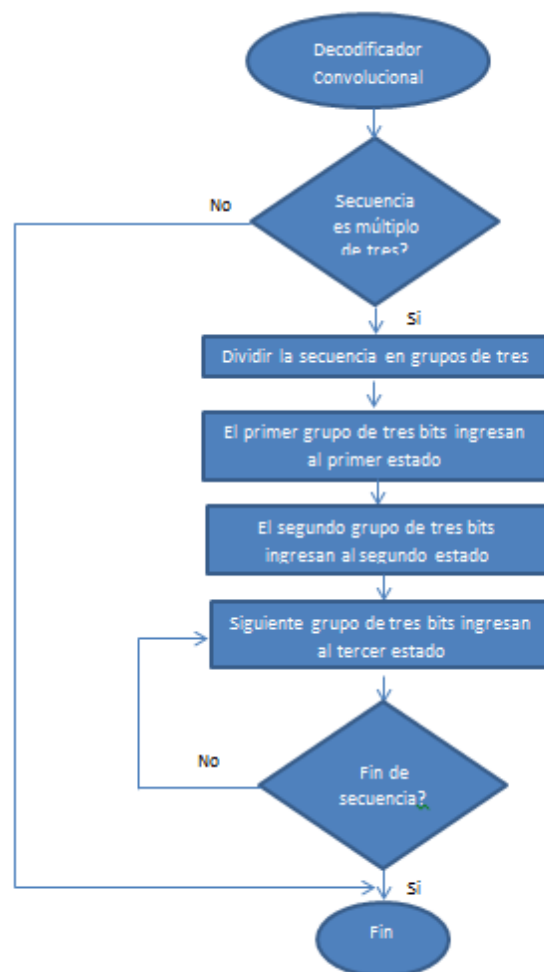 Decodificador
Convolucional
Secuencia
es múltiplo
de tres?
No
Si
Dividir la secuencia en grupos de tres
El primer grupo de tres bits ingresan
al primer estado
El segundo grupo de tres bits
ingresan al segundo estado
Siguiente grupo de tres bits ingresan
al tercer estado
No
Fin de
secuencia?
Si
Fin